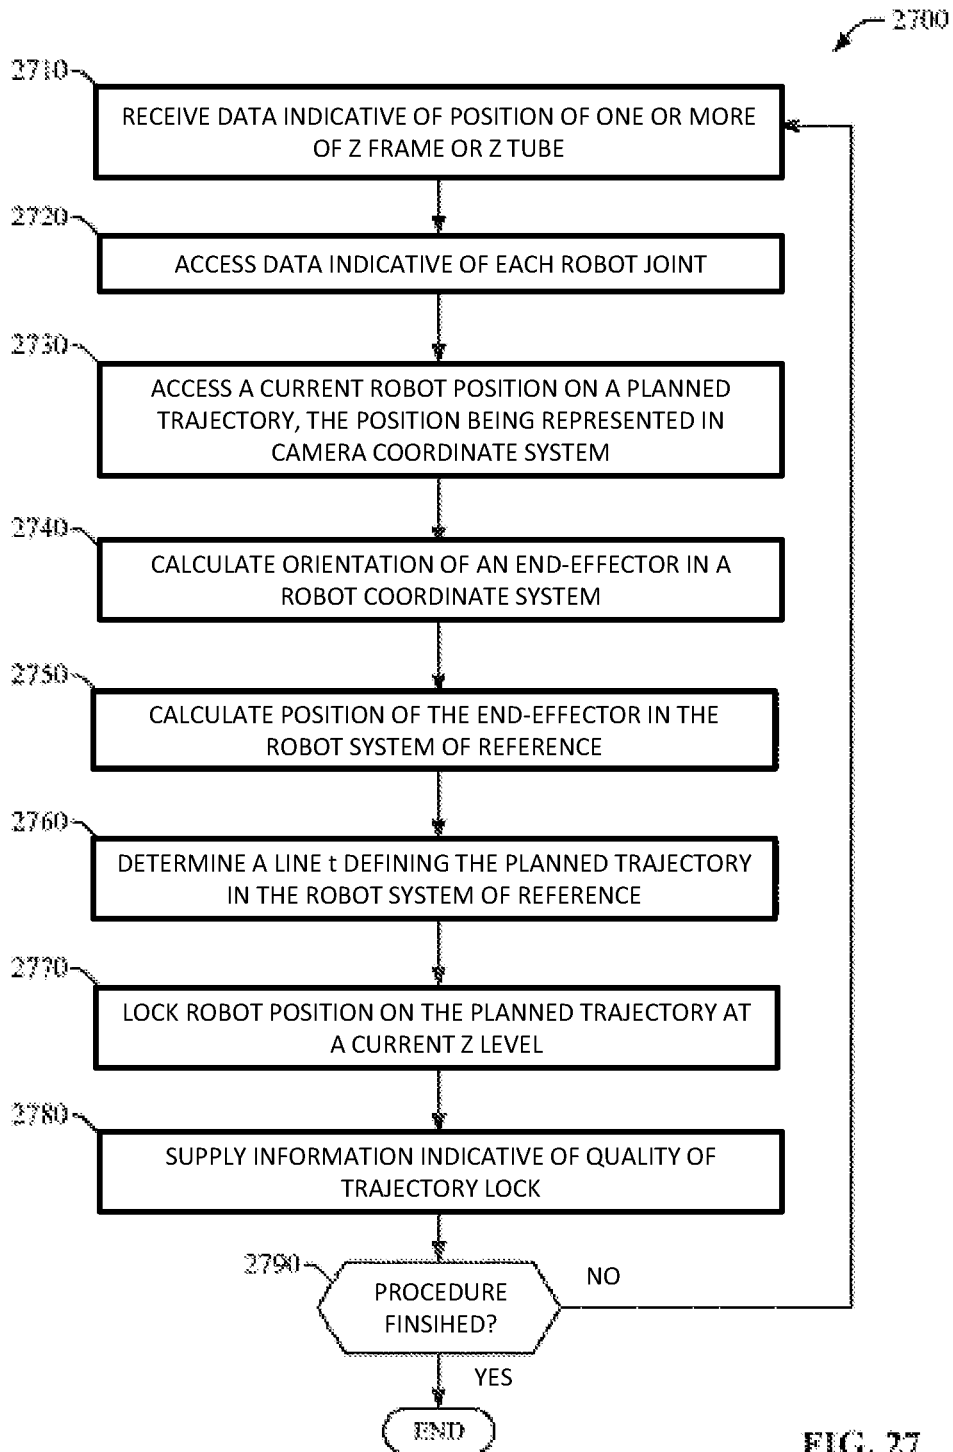 2700
2710
RECEIVE DATA INDICATIVE OF POSITION OF ONE OR MORE
OF Z FRAME OR Z TUBE
2720
ACCESS DATA INDICATIVE OF EACH ROBOT JOINT
2730
ACCESS A CURRENT ROBOT POSITION ON A PLANNED
TRAJECTORY, THE POSITION BEING REPRESENTED IN
CAMERA COORDINATE SYSTEM
2740
CALCULATE ORIENTATION OF AN END-EFFECTOR IN A
ROBOT COORDINATE SYSTEM
2750
CALCULATE POSITION OF THE END-EFFECTOR IN THE
ROBOT SYSTEM OF REFERENCE
2760
DETERMINE A LINE t DEFINING THE PLANNED TRAJECTORY
IN THE ROBOT SYSTEM OF REFERENCE
2770
LOCK ROBOT POSITION ON THE PLANNED TRAJECTORY AT
A CURRENT Z LEVEL
2780
SUPPLY INFORMATION INDICATIVE OF QUALITY OF
TRAJECTORY LOCK
2790
PROCEDURE
FINSIHED?
NO
YES
END
FIG. 27